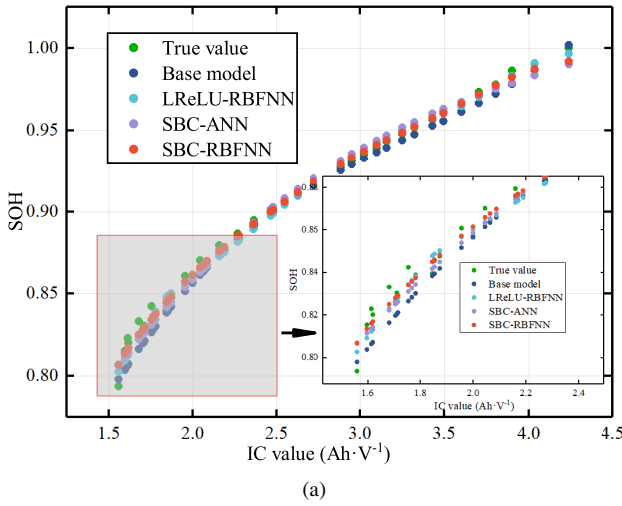 1.00
0.95
0.90
0.85
0.80
SOH
True value
Base model
LReLU-RBFNN
SBC-ANN
SBC-RBFNN
0.88
0.85
0.84
0.82
0.80
SOH
True value
Base model
LReLU-RBFNN
SBC-ANN
SBC-RBFNN
1.6 1.8 2.0 2.2 2.4
IC value (Ah·V⁻¹)
1.5 2.0 2.5 3.0 3.5 4.0 4.5
IC value (Ah·V⁻¹)
(a)